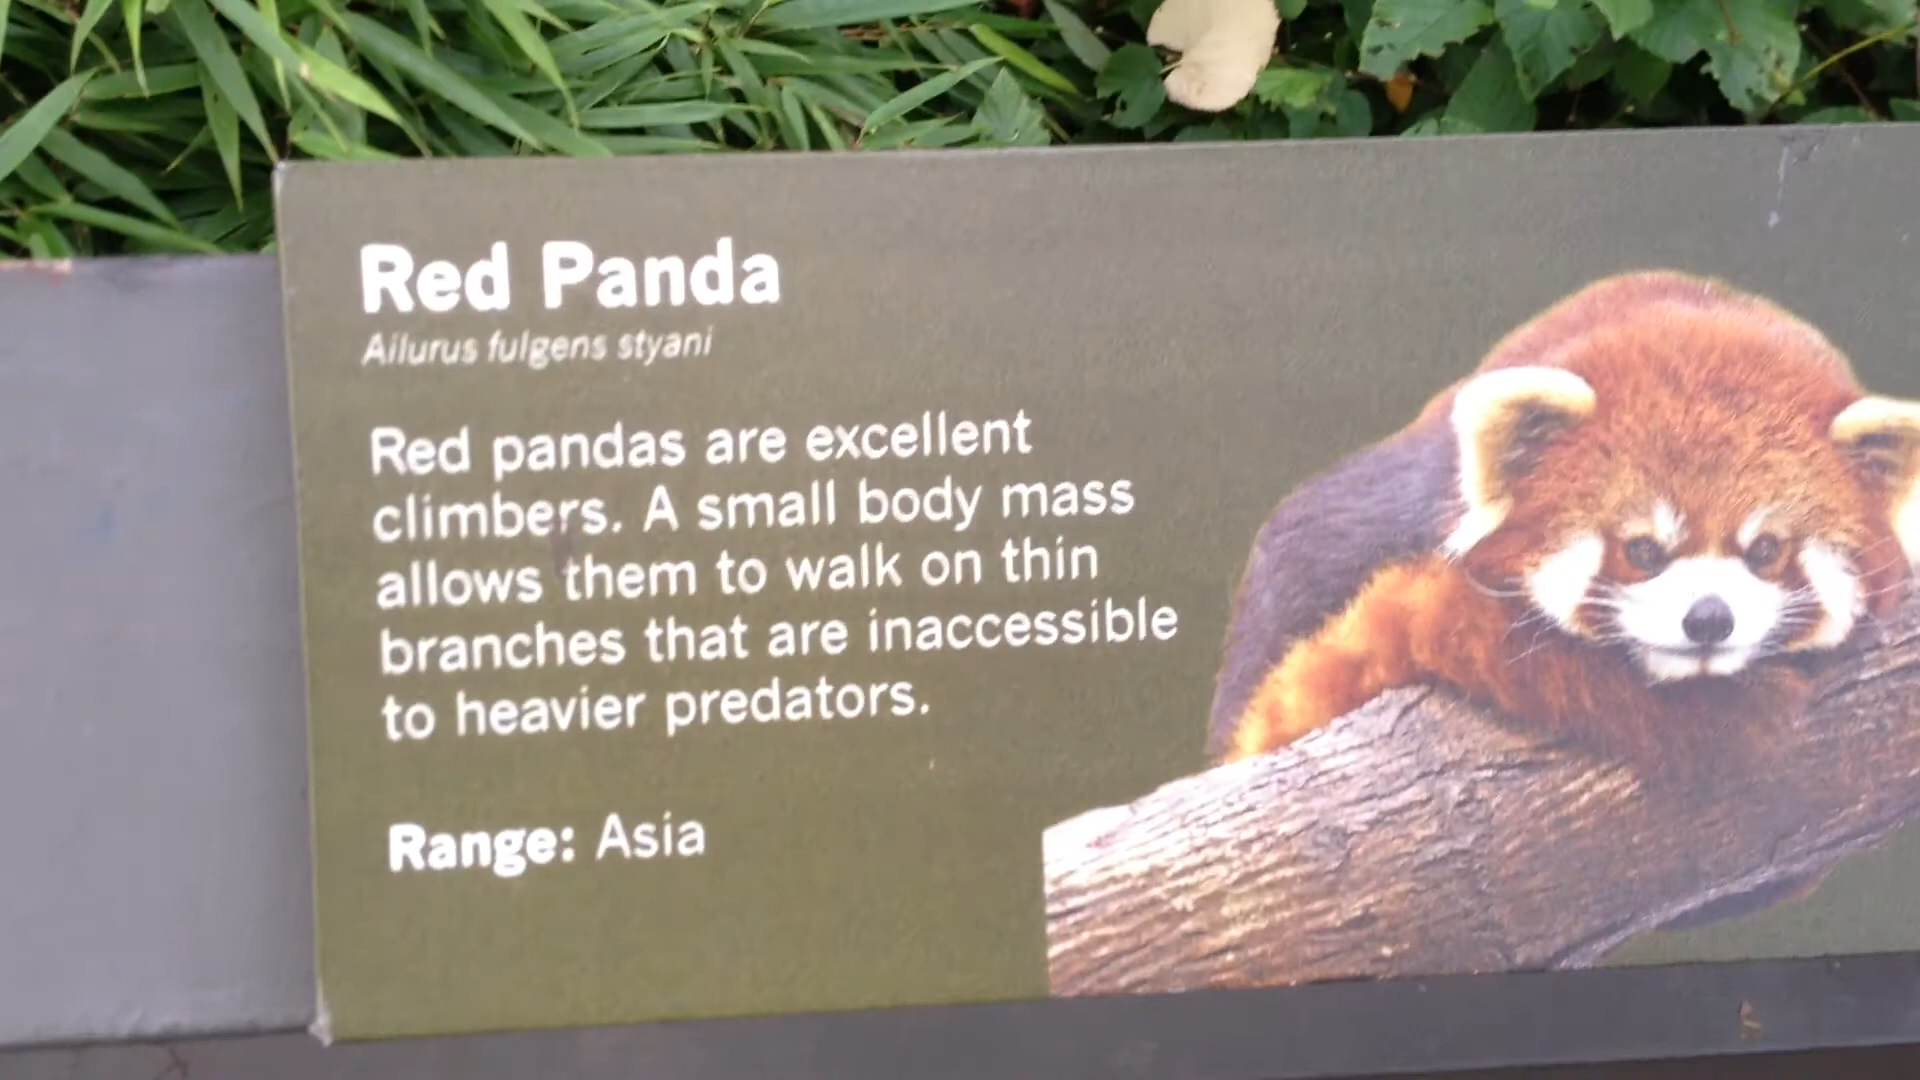 Red Panda
Ailurus fulgens styani
Red pandas are excellent
climbers. A small body mass
allows them to walk on thin
branches that are inaccessible
to heavier predators.
Range: Asia